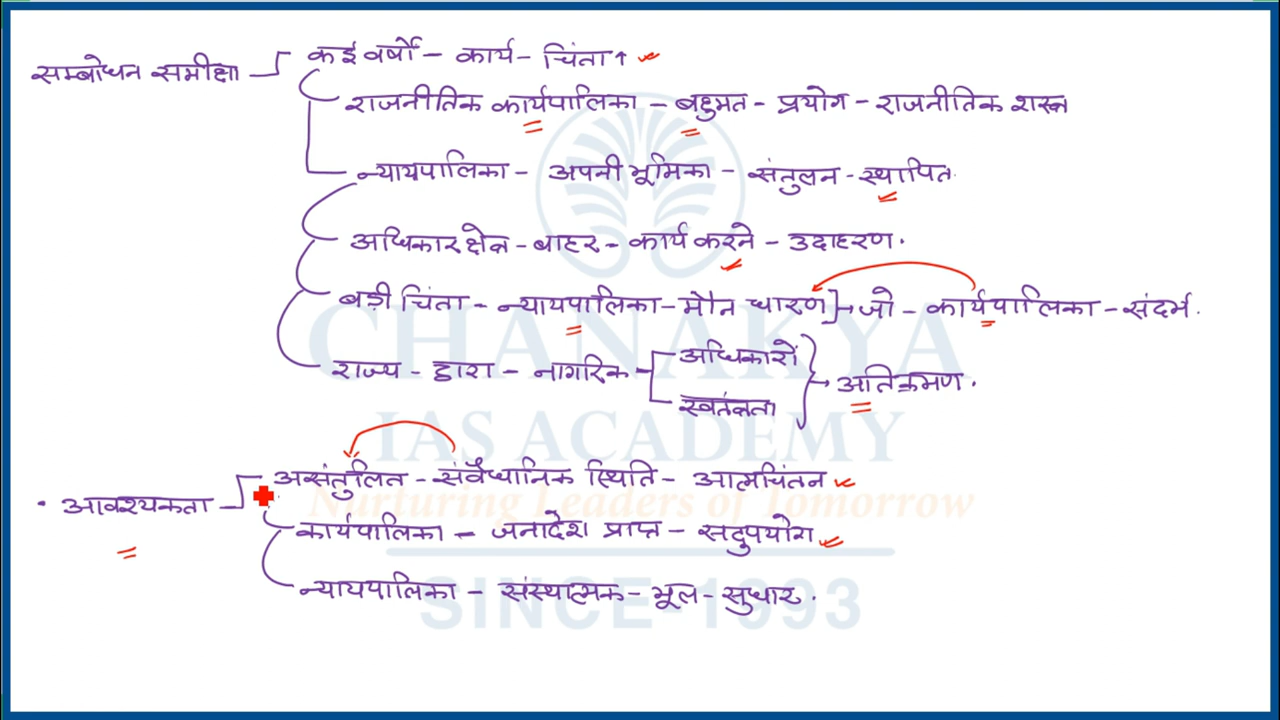 सम्बोधन समीक्षा
कई वर्षों - कार्य - चिंता ↑
राजनीतिक कार्यपालिका - बहुमत - प्रयोग - राजनीतिक शस्त्र
न्यायपालिका - अपनी भूमिका - संतुलन - स्थापित
अधिकार क्षेत्र - बाहर - कार्य करने - उदाहरण.
बड़ी चिंता - न्यायपालिका - मौन धारण ] → जो - कार्यपालिका - संदर्भ.
राज्य - द्वारा - नागरिक
अधिकारों
स्वतंत्रता
→ अतिक्रमण.
· आवश्यकता
असंतुलित - संवैधानिक स्थिति - आत्मचिंतन
कार्यपालिका - जनादेश प्राप्त - सदुपयोग
न्यायपालिका - संस्थात्मक - भूल - सुधार.
CHANAKYA
IAS ACADEMY
Nurturing Leaders of Tomorrow
SINCE-1993